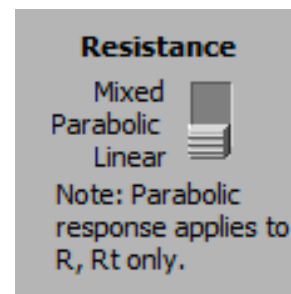 Resistance
Mixed
Parabolic
Linear
Note: Parabolic
response applies to
R, Rt only.